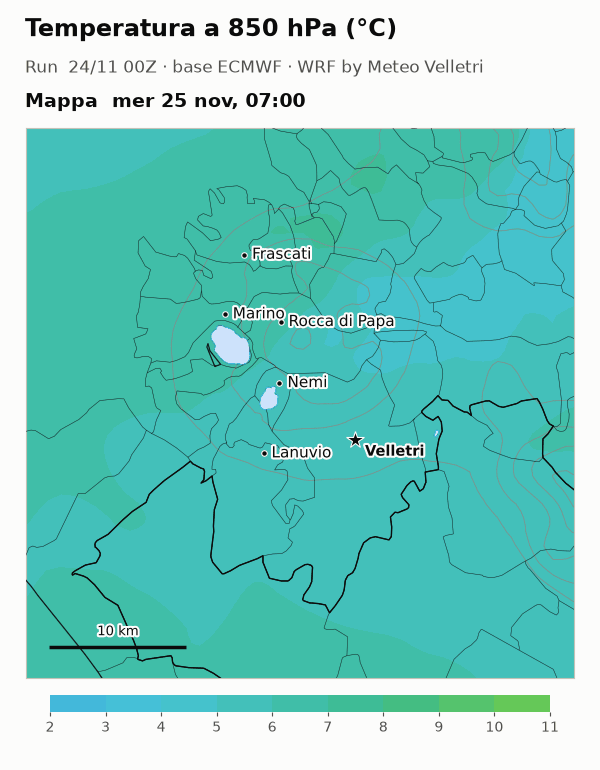 Temperatura a 850 hPa (°C)
Run  24/11 00Z · base ECMWF · WRF by Meteo Velletri
Mappa  mer 25 nov, 07:00
Frascati
Marino
Rocca di Papa
Nemi
Velletri
Lanuvio
10 km
2 3 4 5 6 7 8 9 10 11